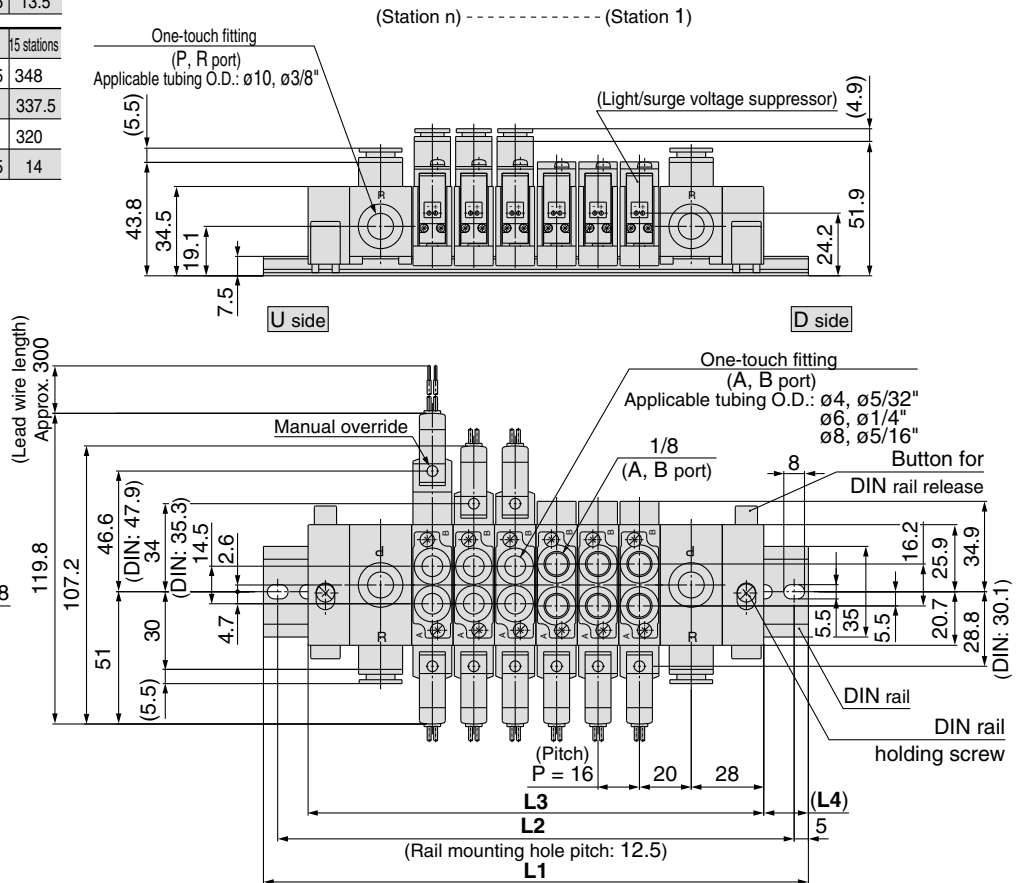 13.5
15 stations
5 348
337.5
320
5 14
(Station n) - - - - - - - - - - - - (Station 1)
One-touch fitting
(P, R port)
Applicable tubing O.D.: ø10, ø3/8"
(Light/surge voltage suppressor)
(5.5)
43.8
34.5
19.1
7.5
R
R
(4.9)
51.9
24.2
U side
D side
(Lead wire length)
Approx. 300
Manual override
One-touch fitting
(A, B port)
Applicable tubing O.D.: ø4, ø5/32"
ø6, ø1/4"
ø8, ø5/16"
1/8
(A, B port)
8
Button for
DIN rail release
119.8
107.2
46.6
(DIN: 47.9)
34
(DIN: 35.3)
14.5
2.6
4.7
30
51
(5.5)
8
B B B B B B
A A A A A A
d
R
d
R
16.2
25.9
34.9
5.5
35
5.5
20.7
28.8
(DIN: 30.1)
DIN rail
DIN rail
holding screw
(Pitch)
P = 16
20
28
L3
(L4)
L2
5
(Rail mounting hole pitch: 12.5)
L1